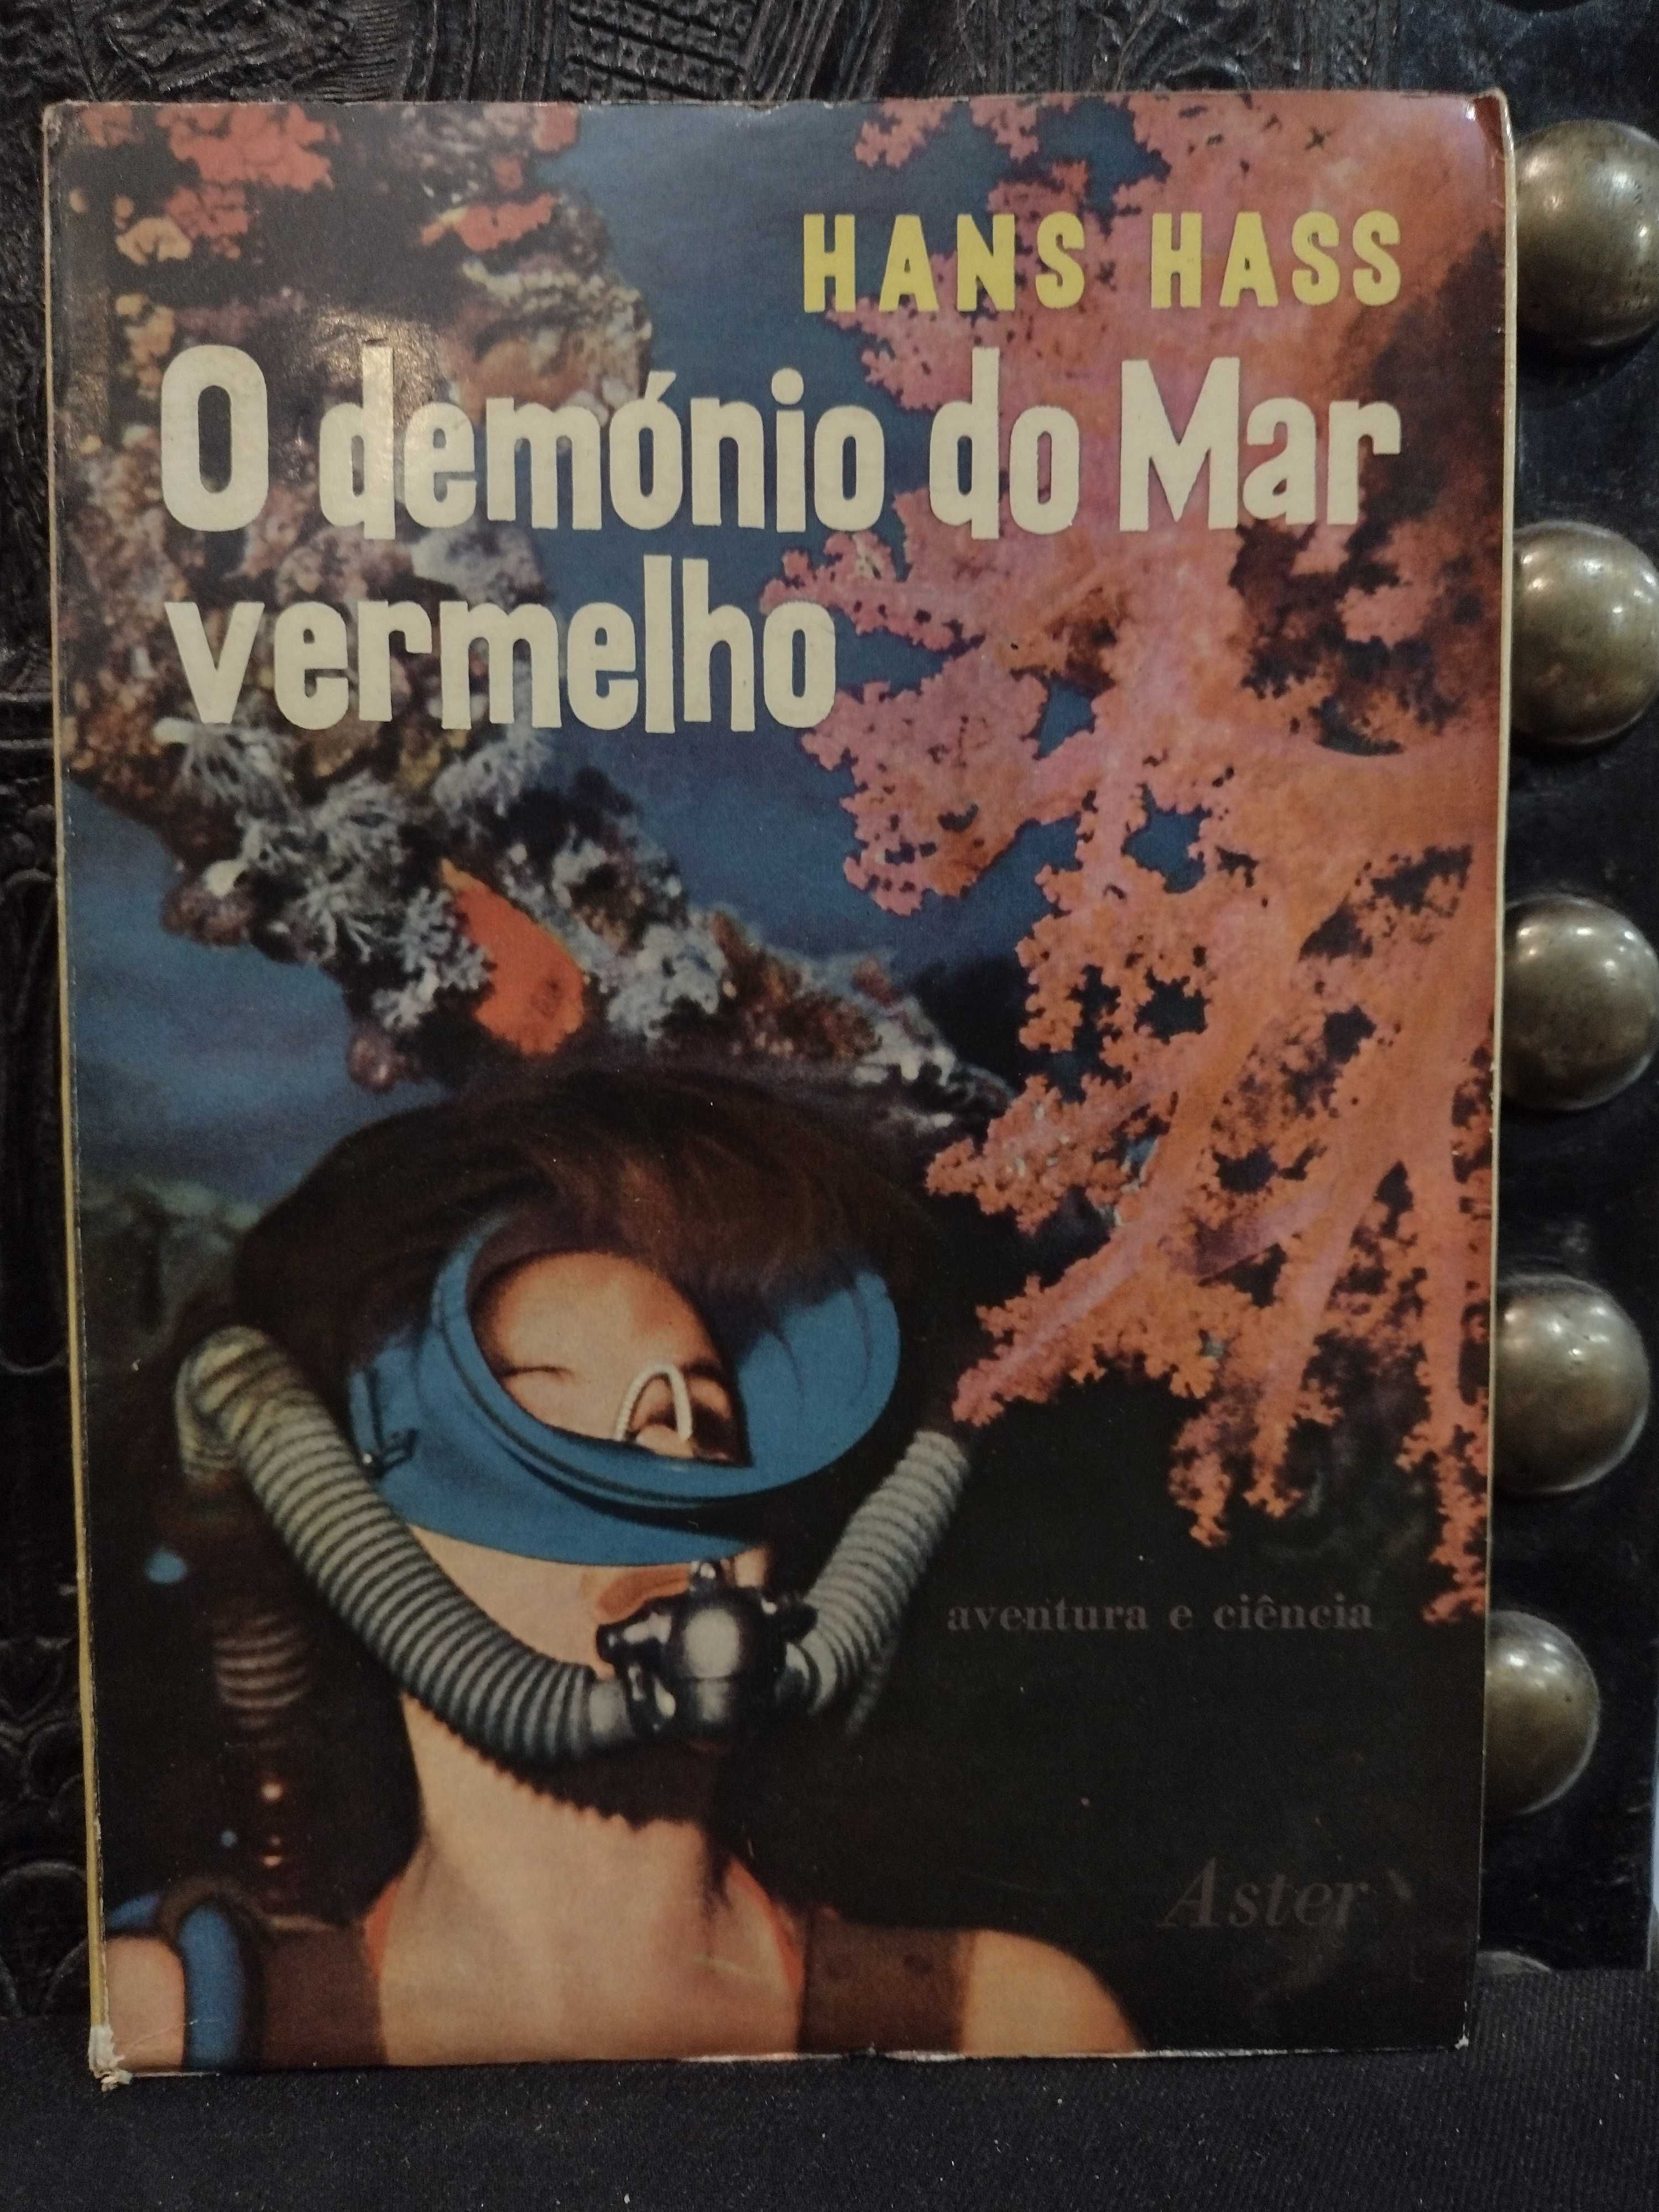 HANS HASS
O demónio do Mar
vermelho
aventura e ciência
Aster